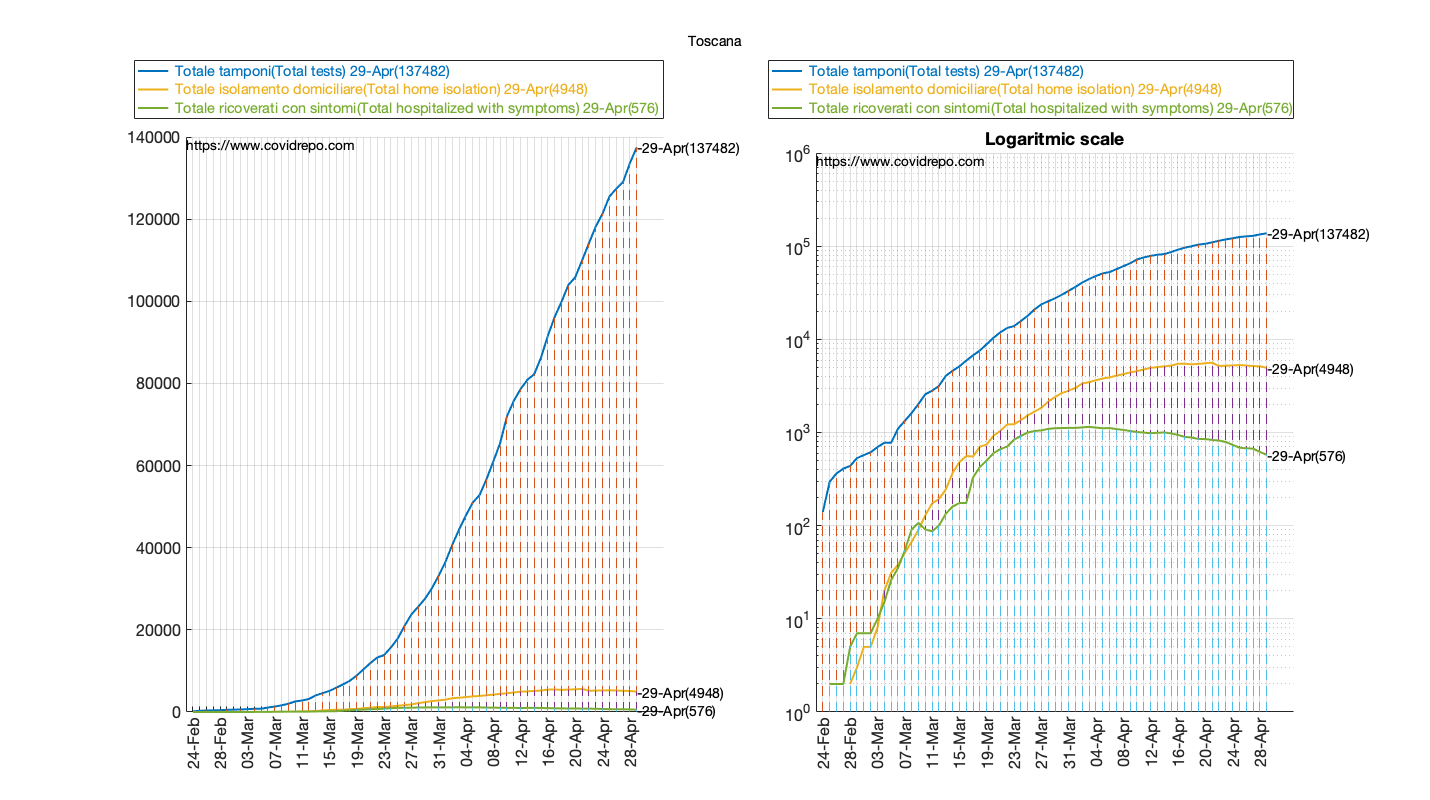 Toscana
Totale tamponi(Total tests) 29-Apr(137482)
Totale isolamento domiciliare(Total home isolation) 29-Apr(4948)
Totale ricoverati con sintomi(Total hospitalized with symptoms) 29-Apr(576)
140000
120000
100000
80000
60000
40000
20000
0
https://www.covidrepo.com
29-Apr(137482)
29-Apr(4948)
29-Apr(576)
24-Feb
28-Feb
03-Mar
07-Mar
11-Mar
15-Mar
19-Mar
23-Mar
27-Mar
31-Mar
04-Apr
08-Apr
12-Apr
16-Apr
20-Apr
24-Apr
28-Apr
Totale tamponi(Total tests) 29-Apr(137482)
Totale isolamento domiciliare(Total home isolation) 29-Apr(4948)
Totale ricoverati con sintomi(Total hospitalized with symptoms) 29-Apr(576)
Logaritmic scale
10^6
10^5
10^4
10^3
10^2
10^1
10^0
https://www.covidrepo.com
29-Apr(137482)
29-Apr(4948)
29-Apr(576)
24-Feb
28-Feb
03-Mar
07-Mar
11-Mar
15-Mar
19-Mar
23-Mar
27-Mar
31-Mar
04-Apr
08-Apr
12-Apr
16-Apr
20-Apr
24-Apr
28-Apr